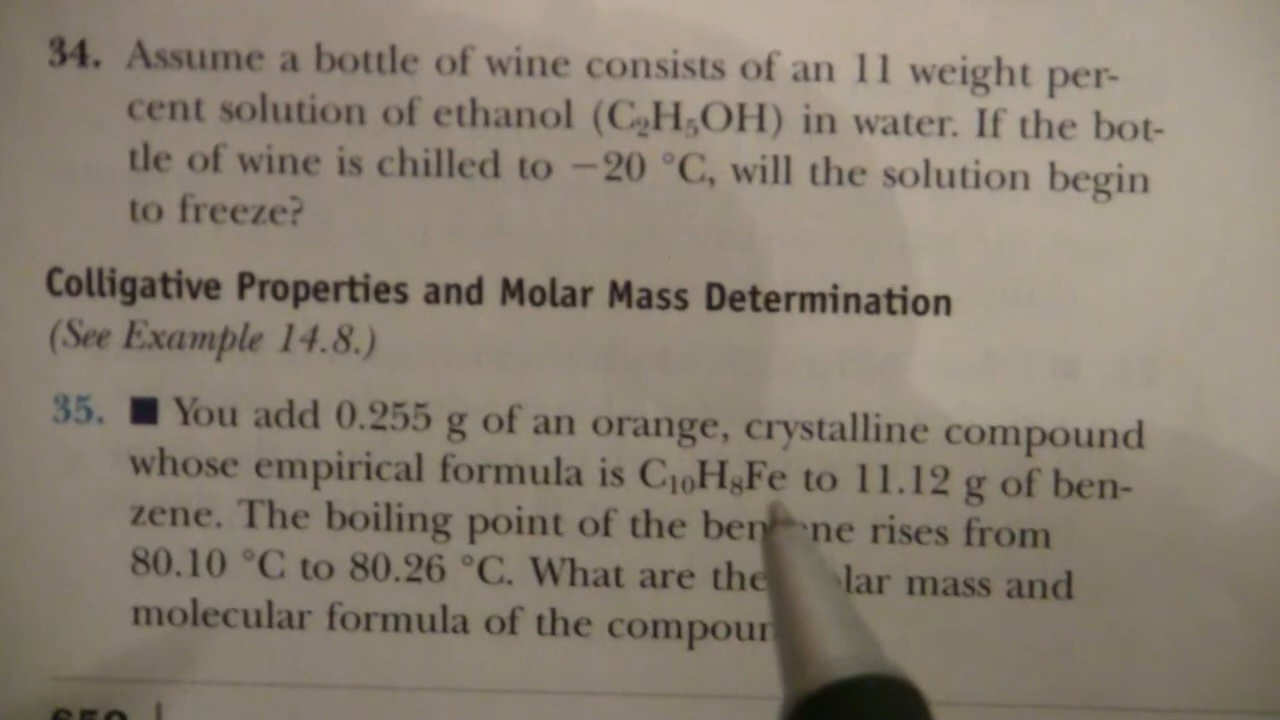 34. Assume a bottle of wine consists of an 11 weight per-
cent solution of ethanol (C₂H₅OH) in water. If the bot-
tle of wine is chilled to −20 °C, will the solution begin
to freeze?
Colligative Properties and Molar Mass Determination
(See Example 14.8.)
35. ■ You add 0.255 g of an orange, crystalline compound
whose empirical formula is C₁₀H₈Fe to 11.12 g of ben-
zene. The boiling point of the rises from
80.10 °C to 80.26 °C. What are the mass and
molecular formula of the